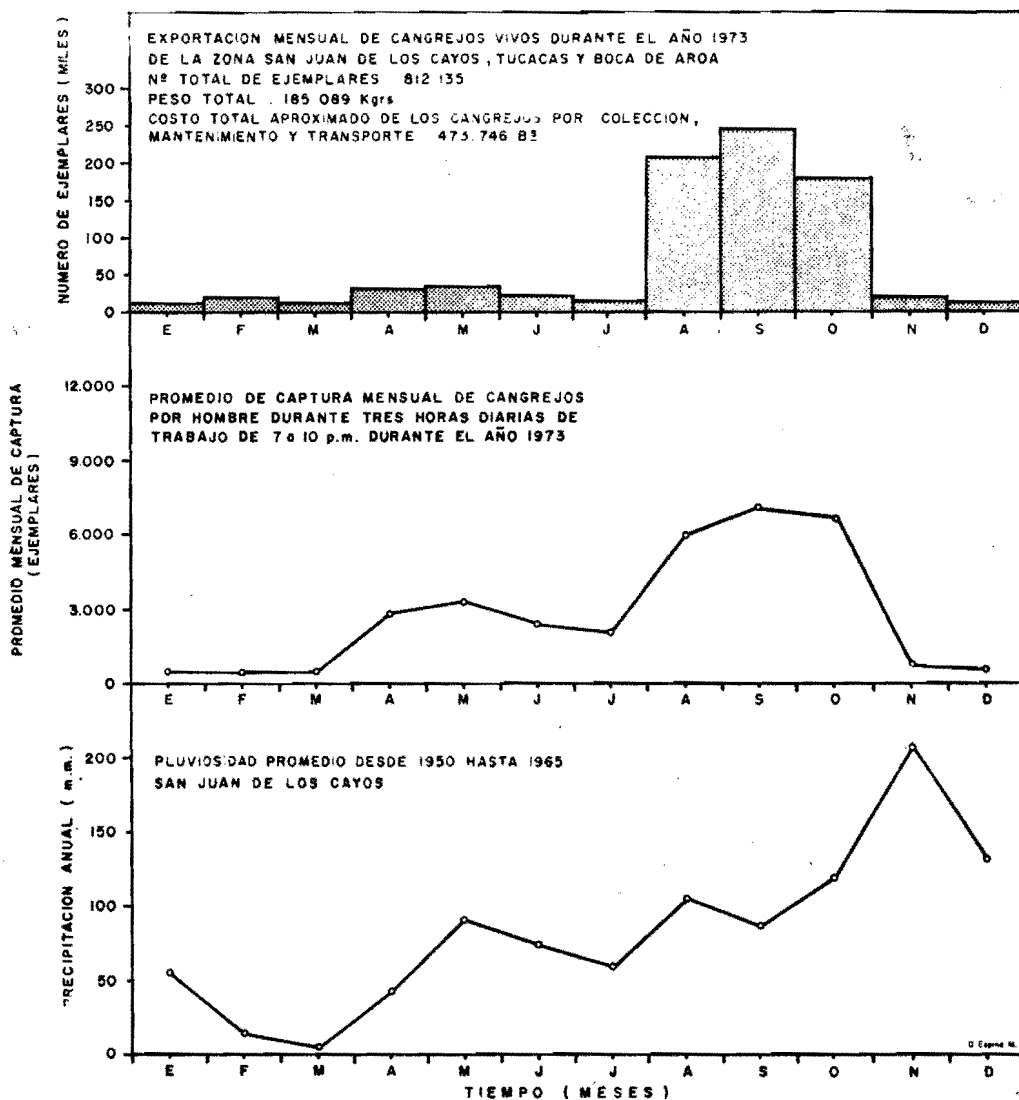 EXPORTACION MENSUAL DE CANGREJOS VIVOS DURANTE EL AÑO 1973
DE LA ZONA SAN JUAN DE LOS CAYOS, TUCACAS Y BOCA DE AROA
Nº TOTAL DE EJEMPLARES 812 135
PESO TOTAL . 185 089 Kgrs
COSTO TOTAL APROXIMADO DE LOS CANGREJOS POR COLECCION,
MANTENIMIENTO Y TRANSPORTE 473.746 BS
NUMERO DE EJEMPLARES (MILES)
300
250
200
150
100
50
0
E F M A M J J A S O N D
PROMEDIO DE CAPTURA MENSUAL DE CANGREJOS
POR HOMBRE DURANTE TRES HORAS DIARIAS DE
TRABAJO DE 7 a 10 p.m. DURANTE EL AÑO 1973
PROMEDIO MENSUAL DE CAPTURA
(EJEMPLARES)
12.000
9.000
6.000
3.000
0
E F M A M J J A S O N D
PLUVIOSIDAD PROMEDIO DESDE 1950 HASTA 1965
SAN JUAN DE LOS CAYOS
PRECIPITACION ANUAL (m.m.)
200
150
100
50
0
E F M A M J J A S O N D
TIEMPO (MESES)